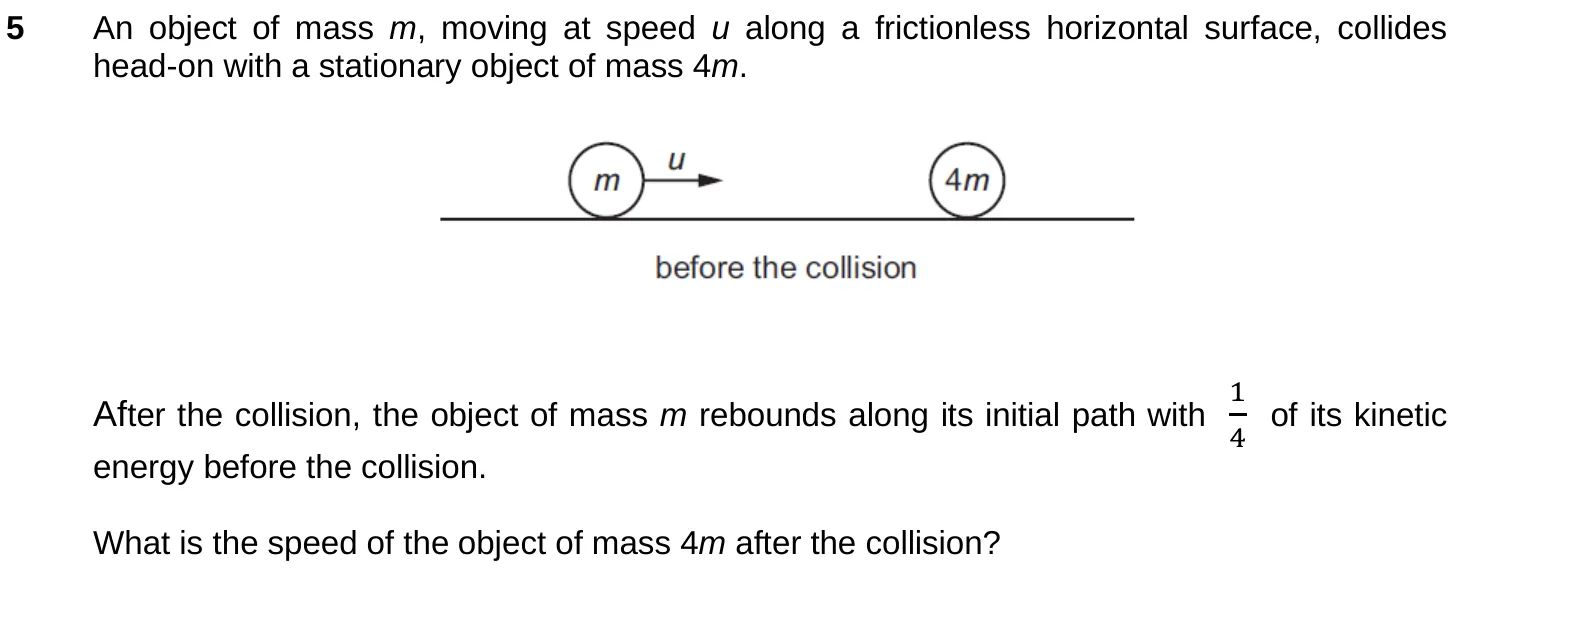 5 An object of mass m, moving at speed u along a frictionless horizontal surface, collides
head-on with a stationary object of mass 4m.
u
m 4m
before the collision
After the collision, the object of mass m rebounds along its initial path with 1/4 of its kinetic
energy before the collision.
What is the speed of the object of mass 4m after the collision?